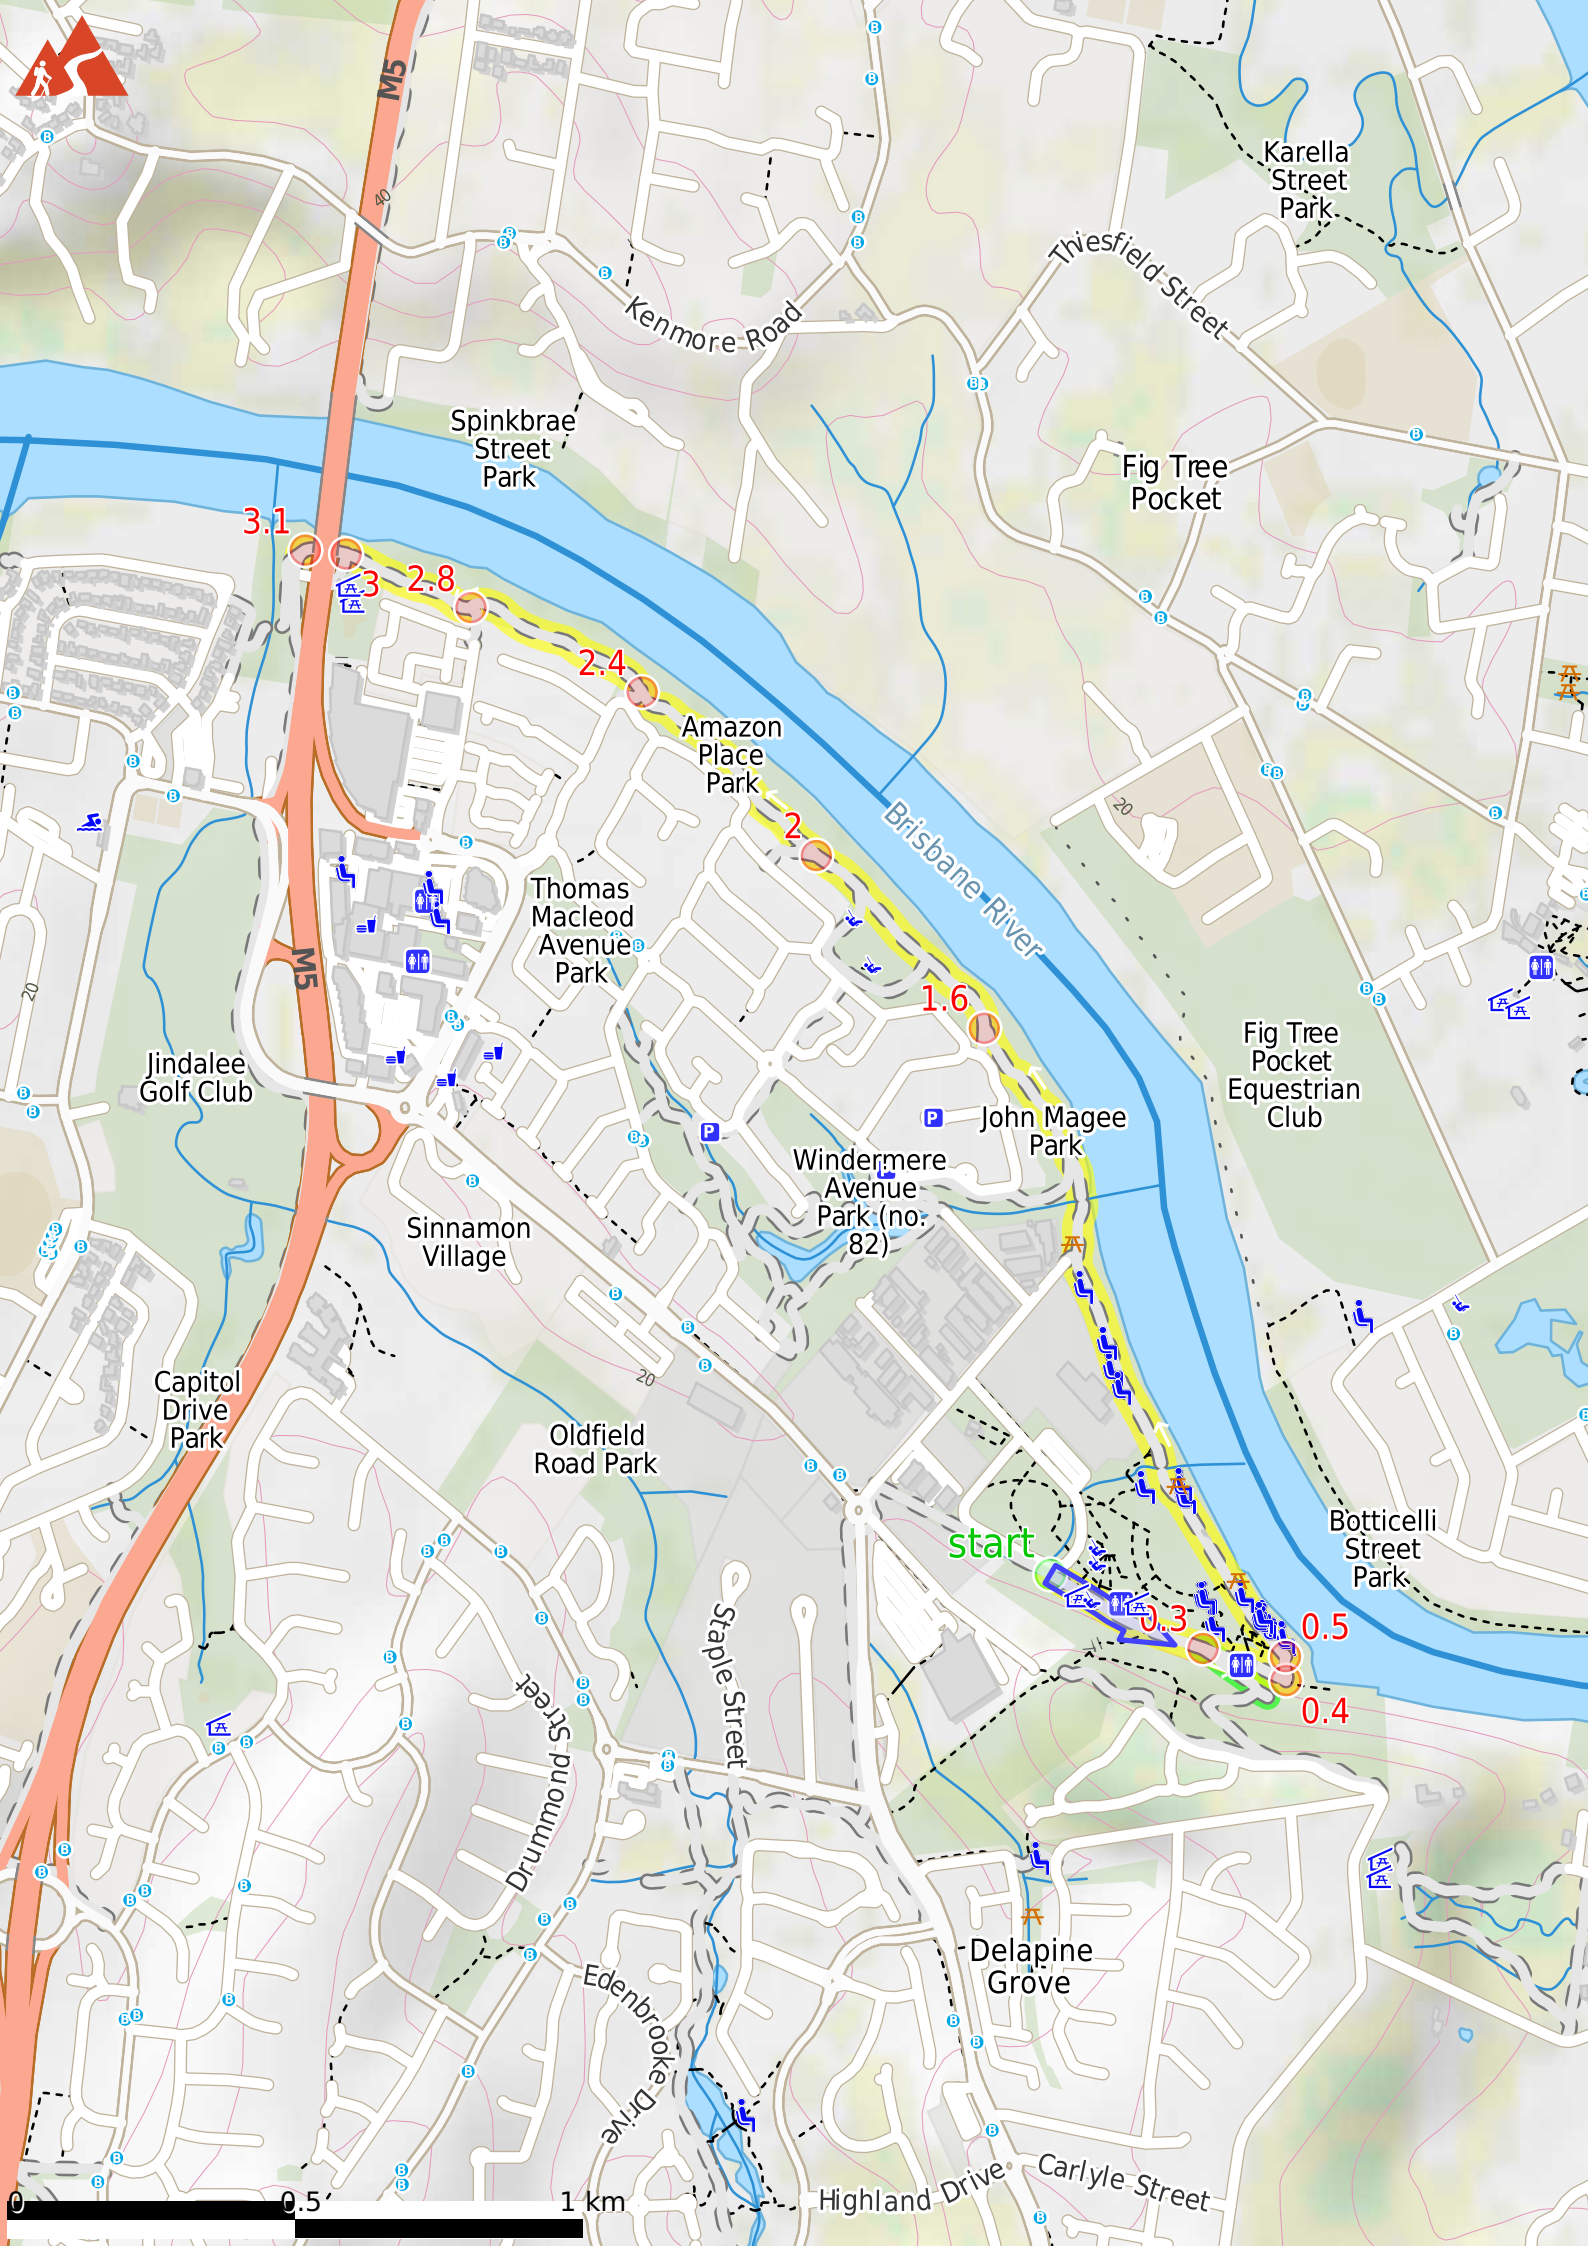 M5
40
Karella
Street
Park
Thiesfield Street
Kenmore Road
Spinkbrae
Street
Park
Fig Tree
Pocket
3.1
3
2.8
2.4
Amazon
Place
Park
2
20
Brisbane River
Thomas
Macleod
Avenue
Park
M5
20
1.6
Jindalee
Golf Club
Fig Tree
Pocket
Equestrian
Club
John Magee
Park
P
P
P
Windermere
Avenue
Park (no.
82)
Sinnamon
Village
Capitol
Drive
Park
20
Oldfield
Road Park
Botticelli
Street
Park
start
0.3
0.5
0.4
Staple Street
Drummond Street
Delapine
Grove
Edenbrooke Drive
Highland Drive
Carlyle Street
0
0.5
1 km